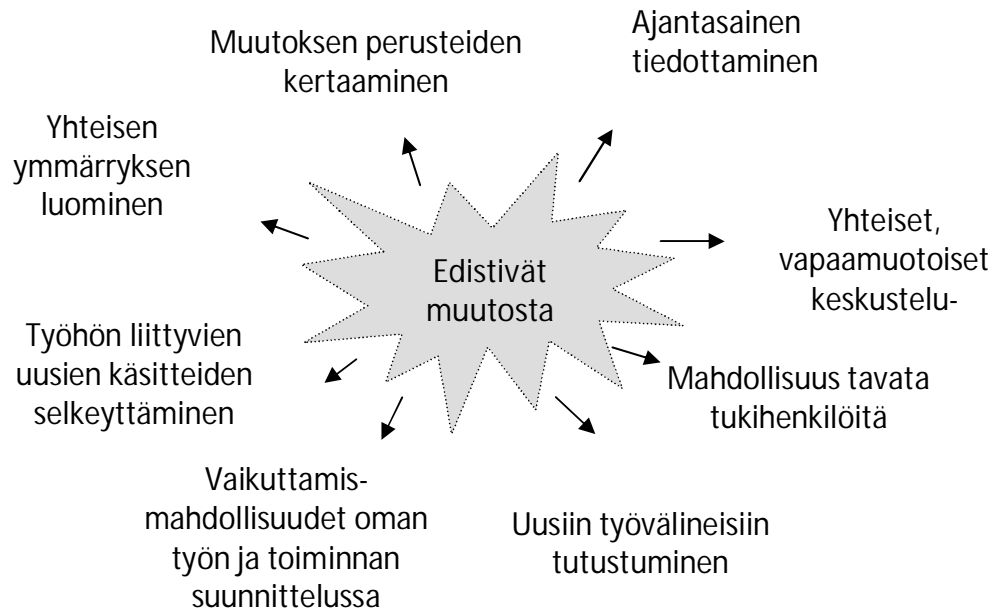 Muutoksen perusteiden
kertaaminen
Ajantasainen
tiedottaminen
Yhteisen
ymmärryksen
luominen
Yhteiset,
vapaamuotoiset
keskustelu-
Edistivät
muutosta
Työhön liittyvien
uusien käsitteiden
selkeyttäminen
Mahdollisuus tavata
tukihenkilöitä
Vaikuttamis-
mahdollisuudet oman
työn ja toiminnan
suunnittelussa
Uusiin työvälineisiin
tutustuminen